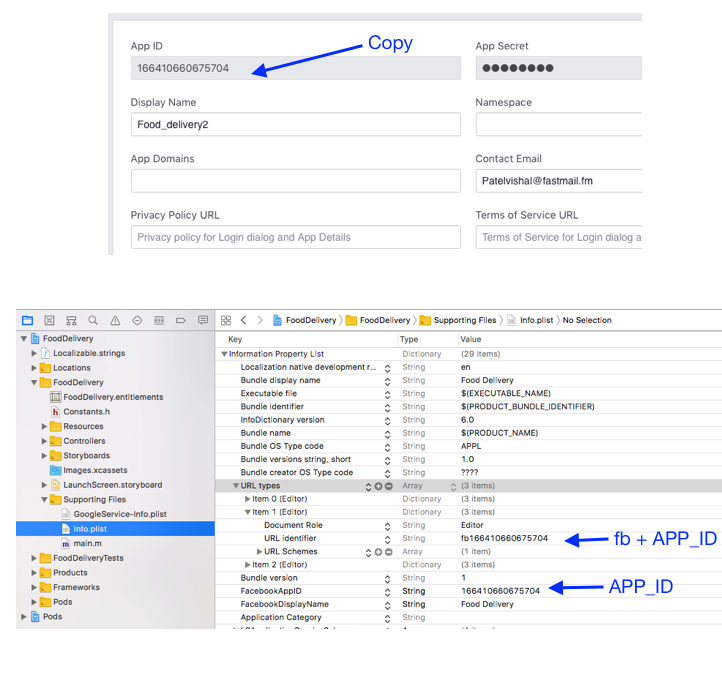 App ID
Copy
App Secret
166410660675704
Display Name
Namespace
Food_delivery2
App Domains
Contact Email
Patelvishal@fastmail.fm
Privacy Policy URL
Terms of Service URL
Privacy policy for Login dialog and App Details
Terms of Service for Login dialog a
FoodDelivery
Localizable.strings
Locations
FoodDelivery
FoodDelivery.entitlements
Constants.h
Resources
Controllers
Storyboards
Images.xcassets
LaunchScreen.storyboard
Supporting Files
GoogleService-Info.plist
Info.plist
main.m
FoodDeliveryTests
Products
Frameworks
Pods
Pods
FoodDelivery FoodDelivery Supporting Files Info.plist No Selection
Key Type Value
Information Property List Dictionary (29 items)
Localization native development r... String en
Bundle display name String Food Delivery
Executable file String $(EXECUTABLE_NAME)
Bundle identifier String $(PRODUCT_BUNDLE_IDENTIFIER)
InfoDictionary version String 6.0
Bundle name String $(PRODUCT_NAME)
Bundle OS Type code String APPL
Bundle versions string, short String 1.0
Bundle creator OS Type code String ????
URL types Array (3 items)
Item 0 (Editor) Dictionary (3 items)
Item 1 (Editor) Dictionary (3 items)
Document Role String Editor
URL identifier String fb166410660675704
fb + APP_ID
URL Schemes Array (1 item)
Item 2 (Editor) Dictionary (3 items)
Bundle version String 1
FacebookAppID String 166410660675704
APP_ID
FacebookDisplayName String Food Delivery
Application Category String